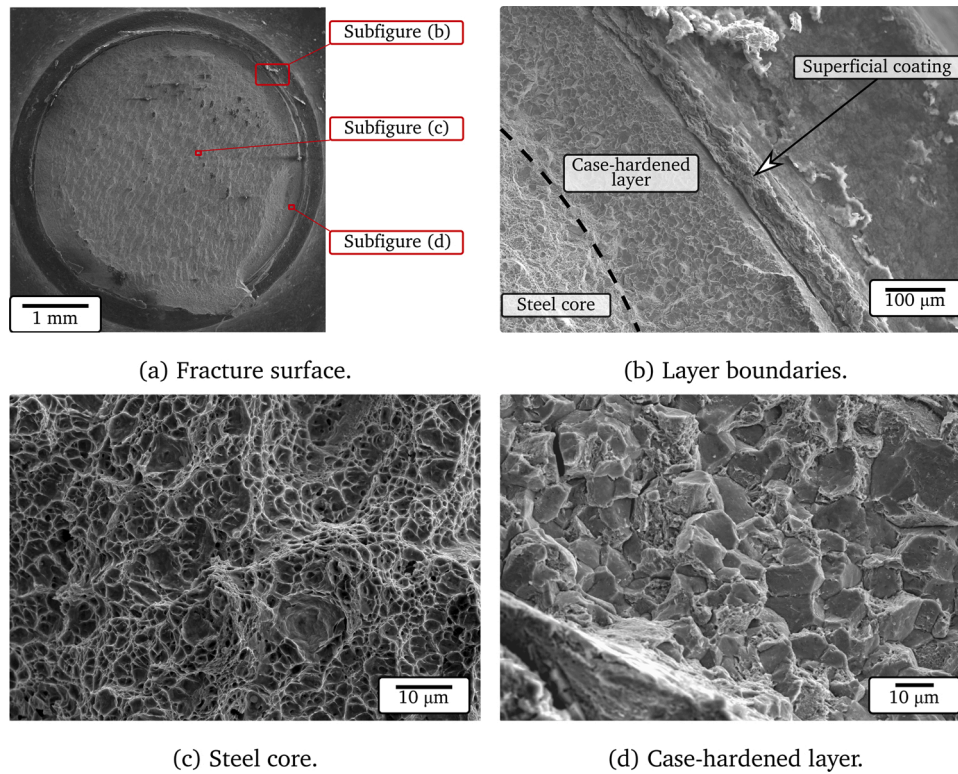 Subfigure (b)
Subfigure (c)
Subfigure (d)
1 mm
(a) Fracture surface.
Superficial coating
Case-hardened
layer
Steel core
100 μm
(b) Layer boundaries.
10 μm
(c) Steel core.
10 μm
(d) Case-hardened layer.